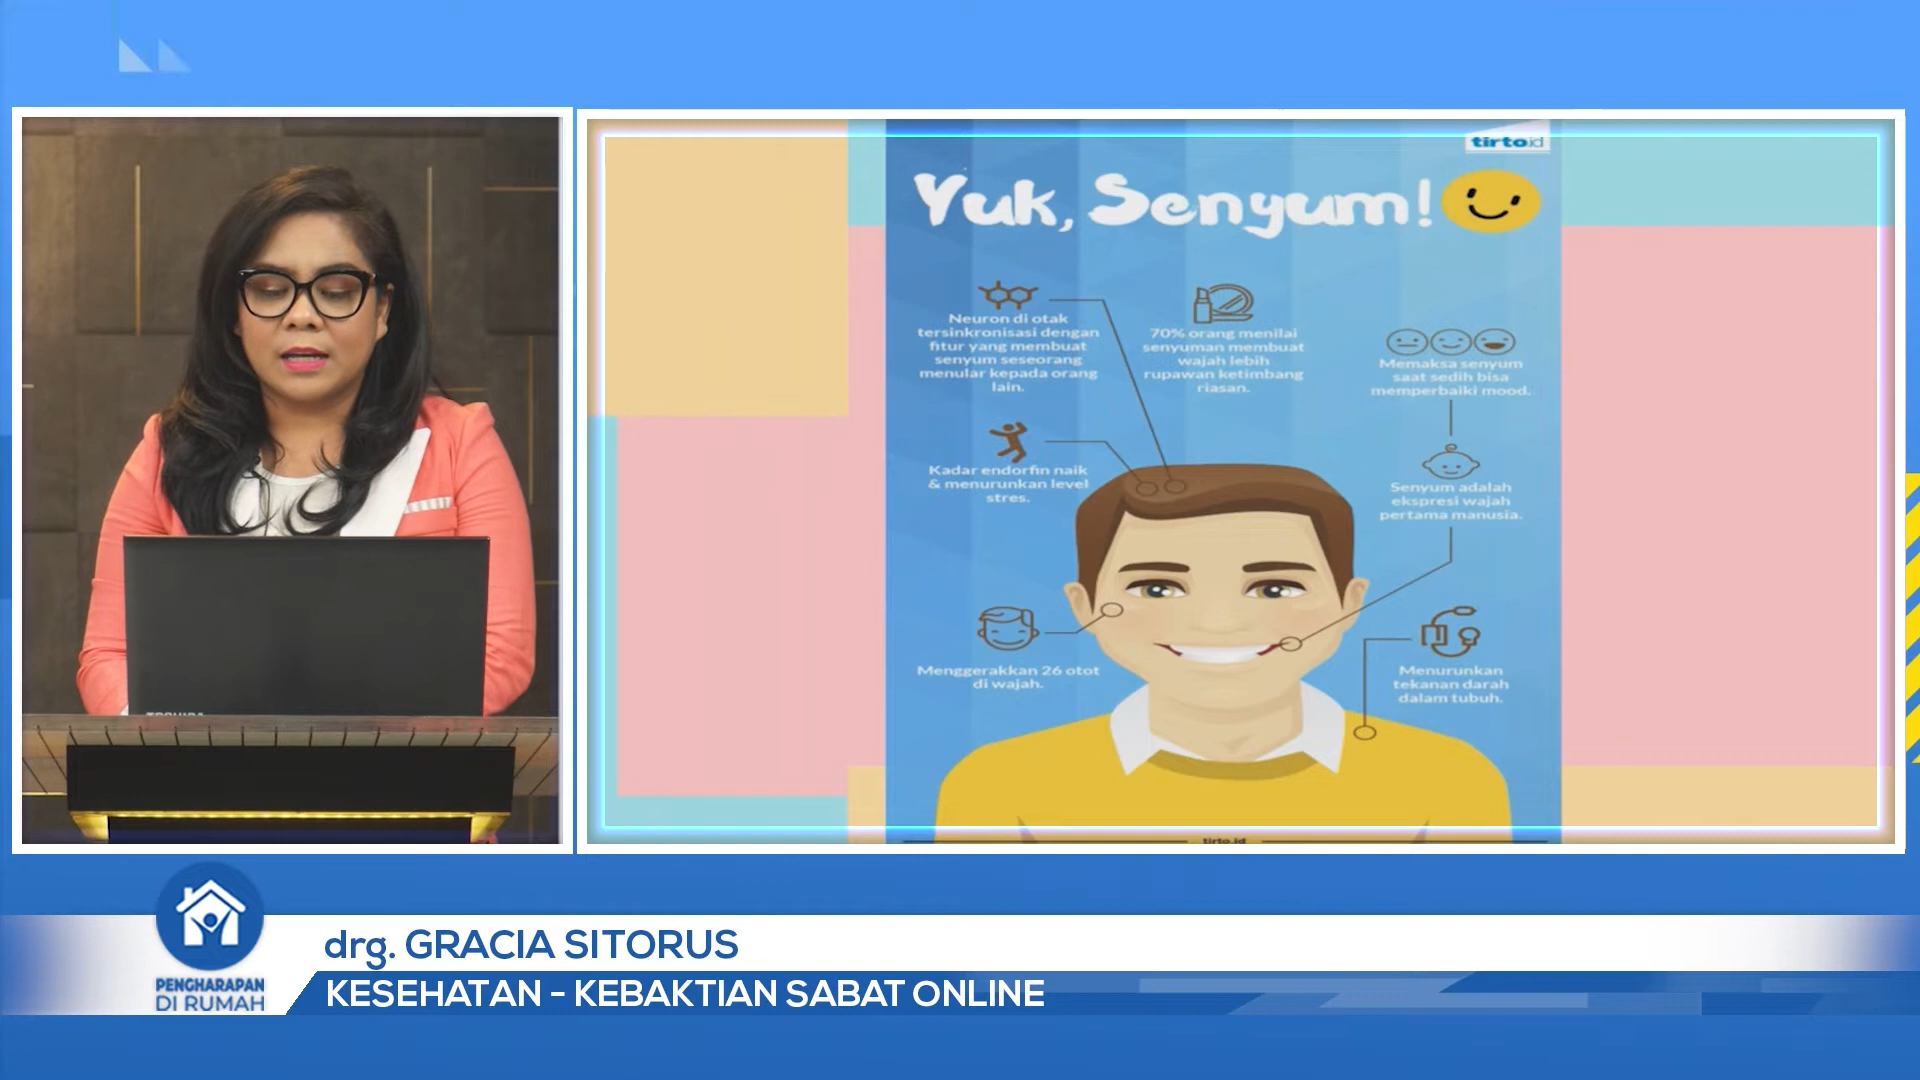 tirto.id
Yuk, Senyum!
Neuron di otak
tersinkronisasi dengan
fitur yang membuat
senyum seseorang
menular kepada orang
lain.
70% orang menilai
senyuman membuat
wajah lebih
rupawan ketimbang
riasan.
Memaksa senyum
saat sedih bisa
memperbaiki mood.
Kadar endorfin naik
& menurunkan level
stres.
Senyum adalah
ekspresi wajah
pertama manusia.
Menggerakkan 26 otot
di wajah.
Menurunkan
tekanan darah
dalam tubuh.
tirto.id
TOSHIBA
PENGHARAPAN
DI RUMAH
drg. GRACIA SITORUS
KESEHATAN - KEBAKTIAN SABAT ONLINE